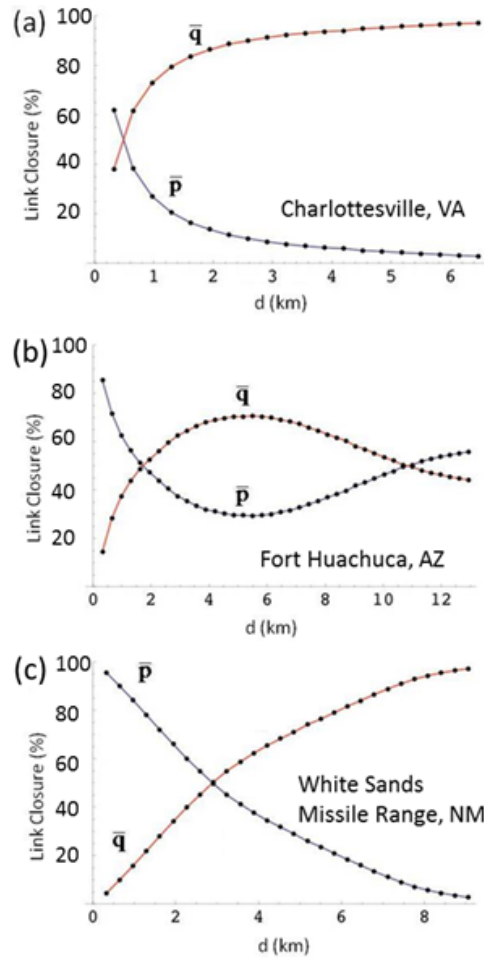 (a)
100
80
60
40
20
Link Closure (%)
q̅
p̅
Charlottesville, VA
0 1 2 3 4 5 6
d (km)
(b)
100
80
60
40
20
Link Closure (%)
q̅
p̅
Fort Huachuca, AZ
0 2 4 6 8 10 12
d (km)
(c)
100
80
60
40
20
Link Closure (%)
p̅
q̅
White Sands
Missile Range, NM
0 2 4 6 8
d (km)